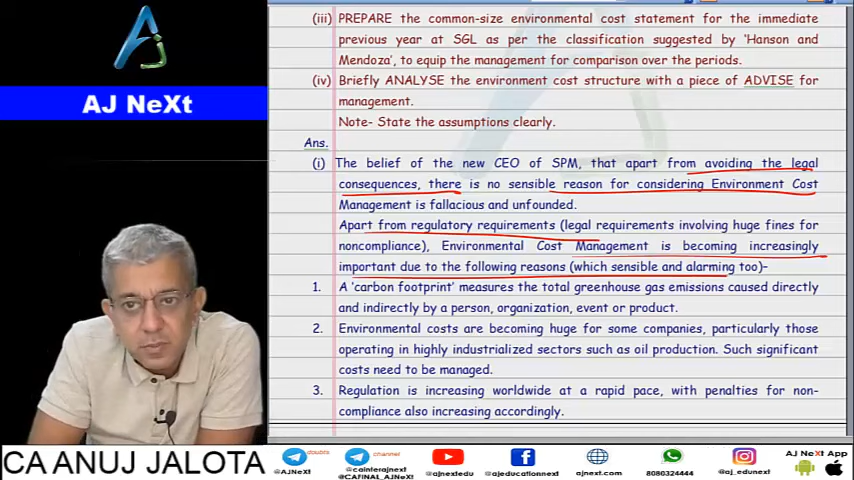 (iii) PREPARE the common-size environmental cost statement for the immediate
previous year at SGL as per the classification suggested by 'Hanson and
Mendoza', to equip the management for comparison over the periods.
(iv) Briefly ANALYSE the environment cost structure with a piece of ADVISE for
management.
Note- State the assumptions clearly.
Ans.
(i) The belief of the new CEO of SPM, that apart from avoiding the legal
consequences, there is no sensible reason for considering Environment Cost
Management is fallacious and unfounded.
Apart from regulatory requirements (legal requirements involving huge fines for
noncompliance), Environmental Cost Management is becoming increasingly
important due to the following reasons (which sensible and alarming too)-
1. A 'carbon footprint' measures the total greenhouse gas emissions caused directly
and indirectly by a person, organization, event or product.
2. Environmental costs are becoming huge for some companies, particularly those
operating in highly industrialized sectors such as oil production. Such significant
costs need to be managed.
3. Regulation is increasing worldwide at a rapid pace, with penalties for non-
compliance also increasing accordingly.
AJ
AJ NeXt
CA ANUJ JALOTA
doubts
@AJNeXt
channel
@cainterajnext
@CAFINAL_AJNeXt
@ajnextedu
@ajeducationnext
ajnext.com
8080324444
@aj_edunext
AJ NeXt App